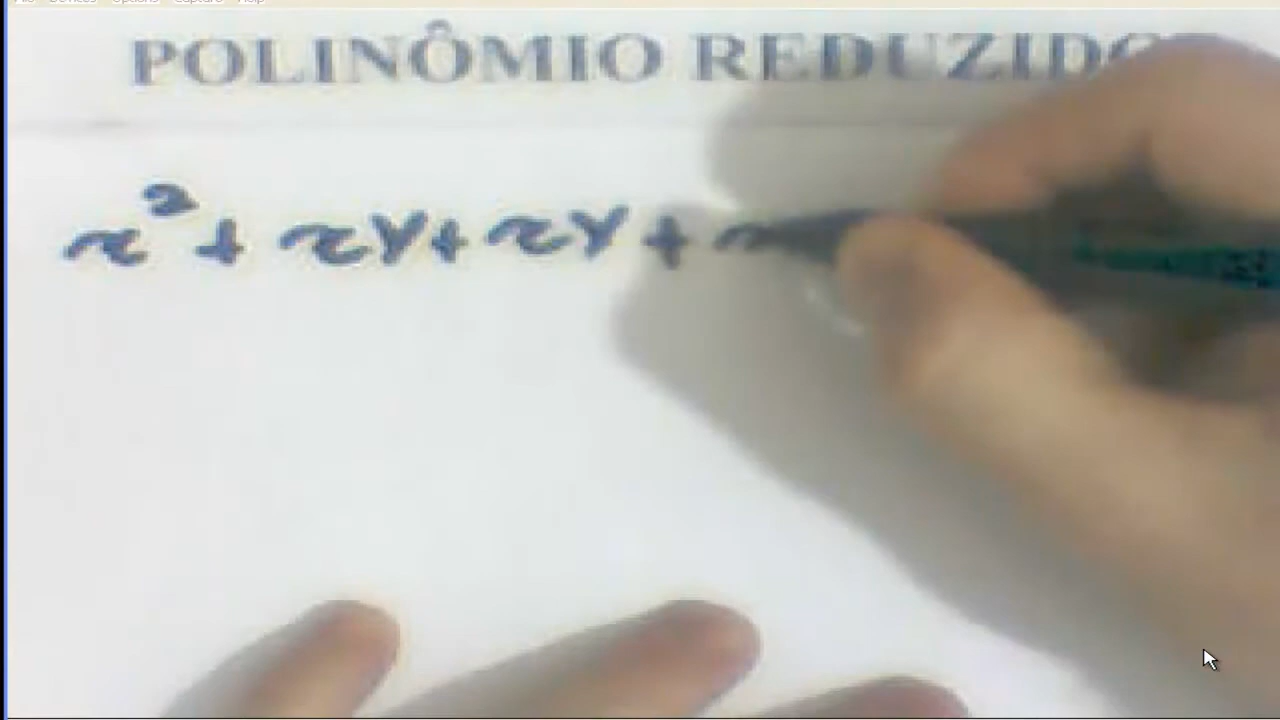 POLINÔMIO REDUZIDO
x² + xy + xy +